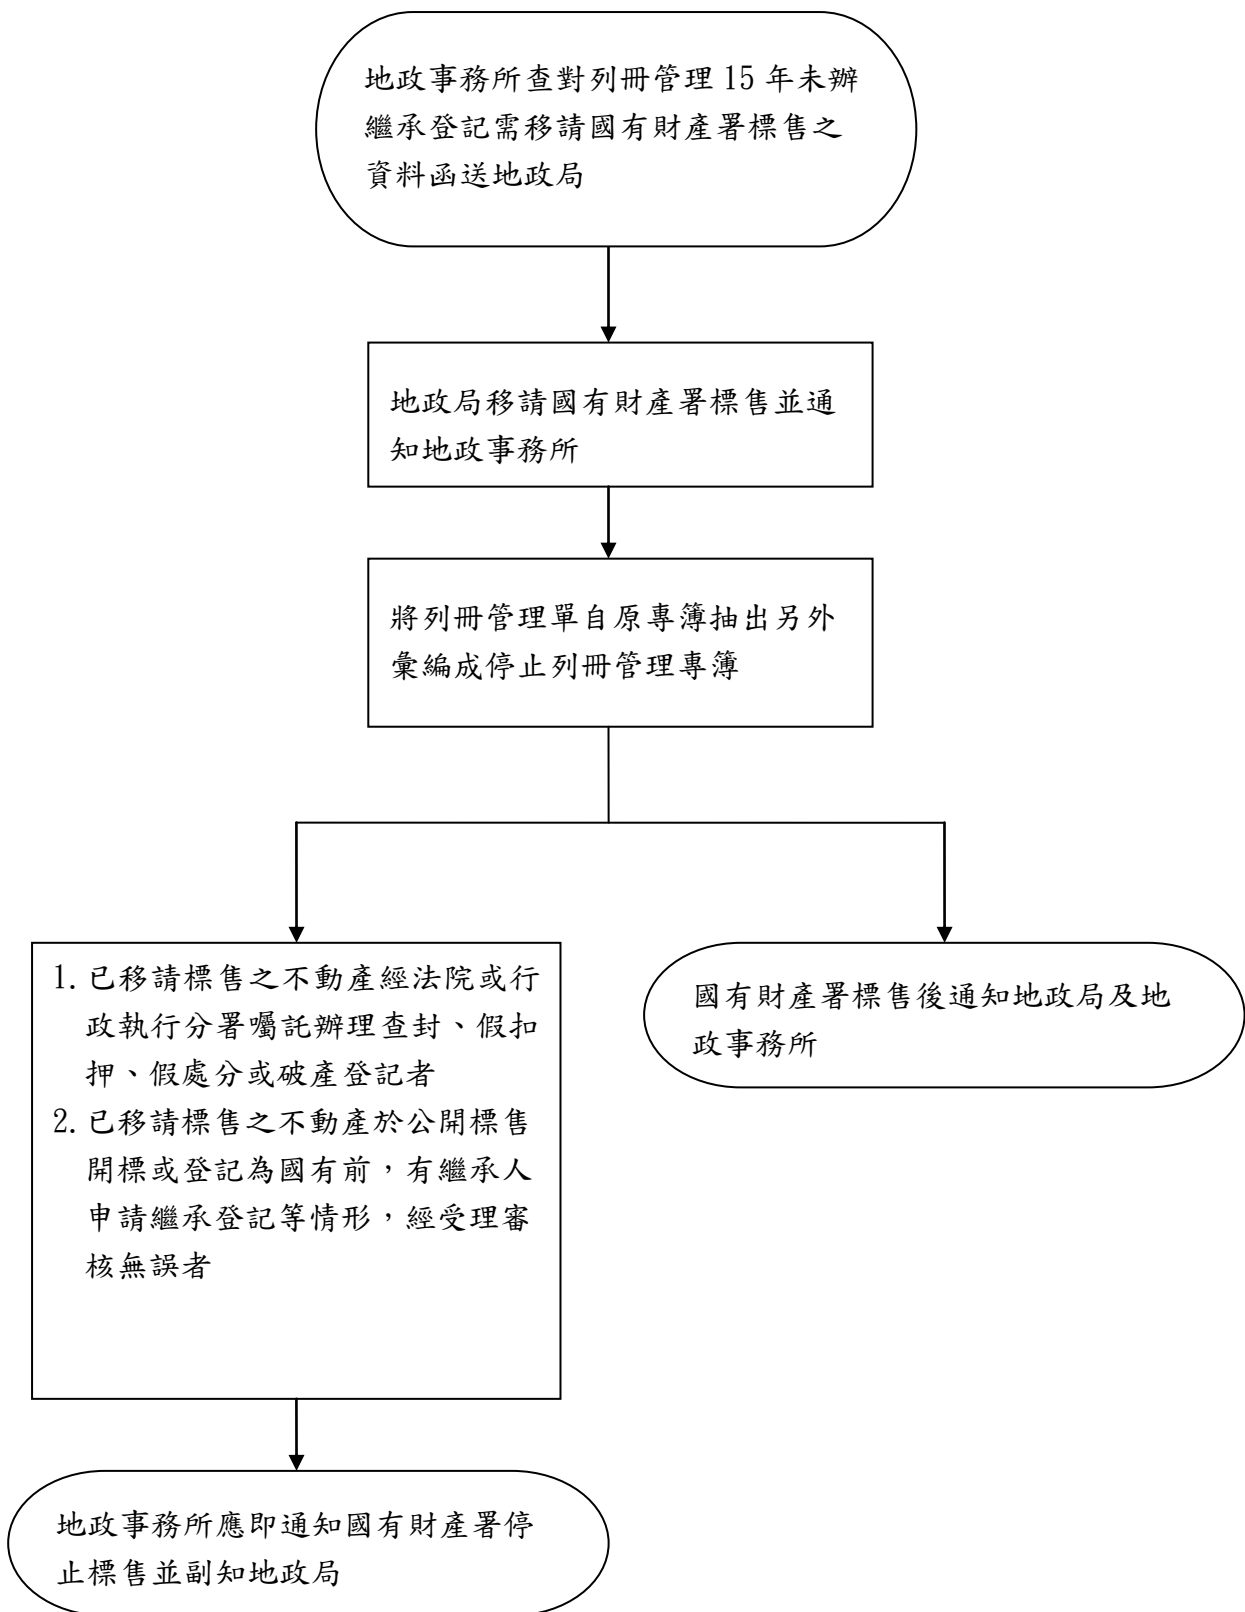 地政事務所查對列冊管理 15 年未辦
繼承登記需移請國有財產署標售之
資料函送地政局
地政局移請國有財產署標售並通
知地政事務所
將列冊管理單自原專簿抽出另外
彙編成停止列冊管理專簿
1. 已移請標售之不動產經法院或行
政執行分署囑託辦理查封、假扣
押、假處分或破產登記者
2. 已移請標售之不動產於公開標售
開標或登記為國有前，有繼承人
申請繼承登記等情形，經受理審
核無誤者
國有財產署標售後通知地政局及地
政事務所
地政事務所應即通知國有財產署停
止標售並副知地政局